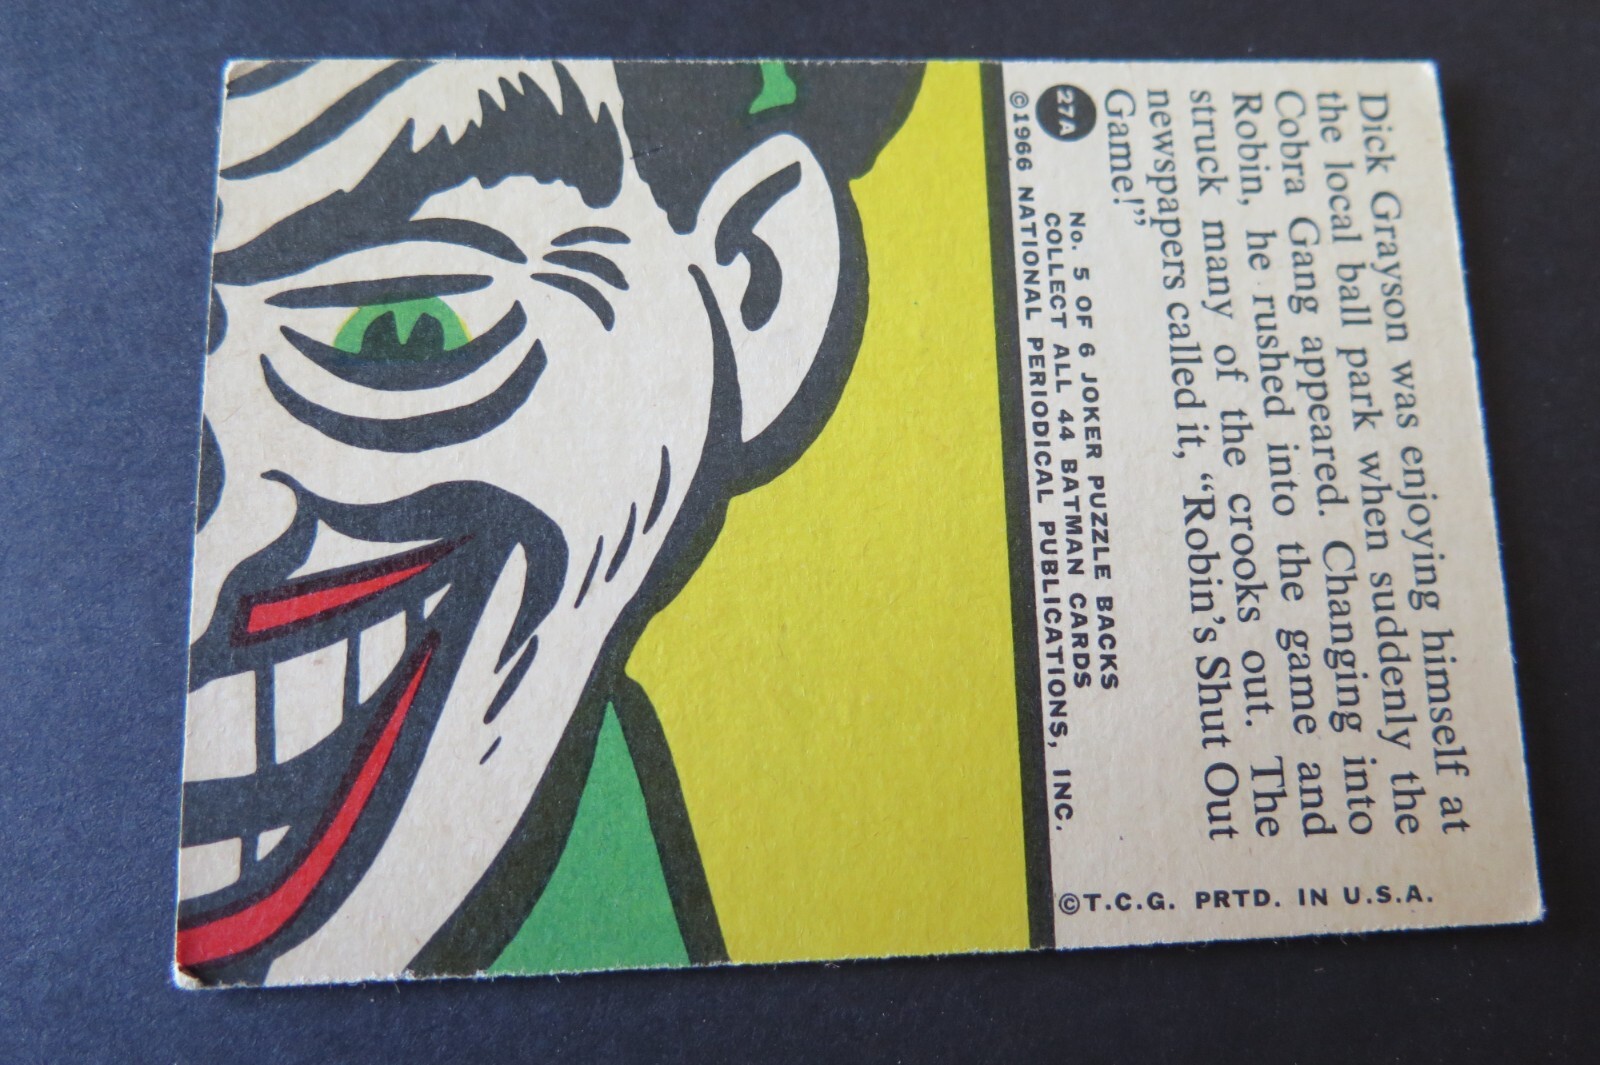 Dick Grayson was enjoying himself at
the local ball park when suddenly the
Cobra Gang appeared. Changing into
Robin, he rushed into the game and
struck many of the crooks out. The
newspapers called it, “Robin’s Shut Out
Game!”
27A
No. 5 OF 6 JOKER PUZZLE BACKS
COLLECT ALL 44 BATMAN CARDS
©1966 NATIONAL PERIODICAL PUBLICATIONS, INC.
©T.C.G. PRTD. IN U.S.A.